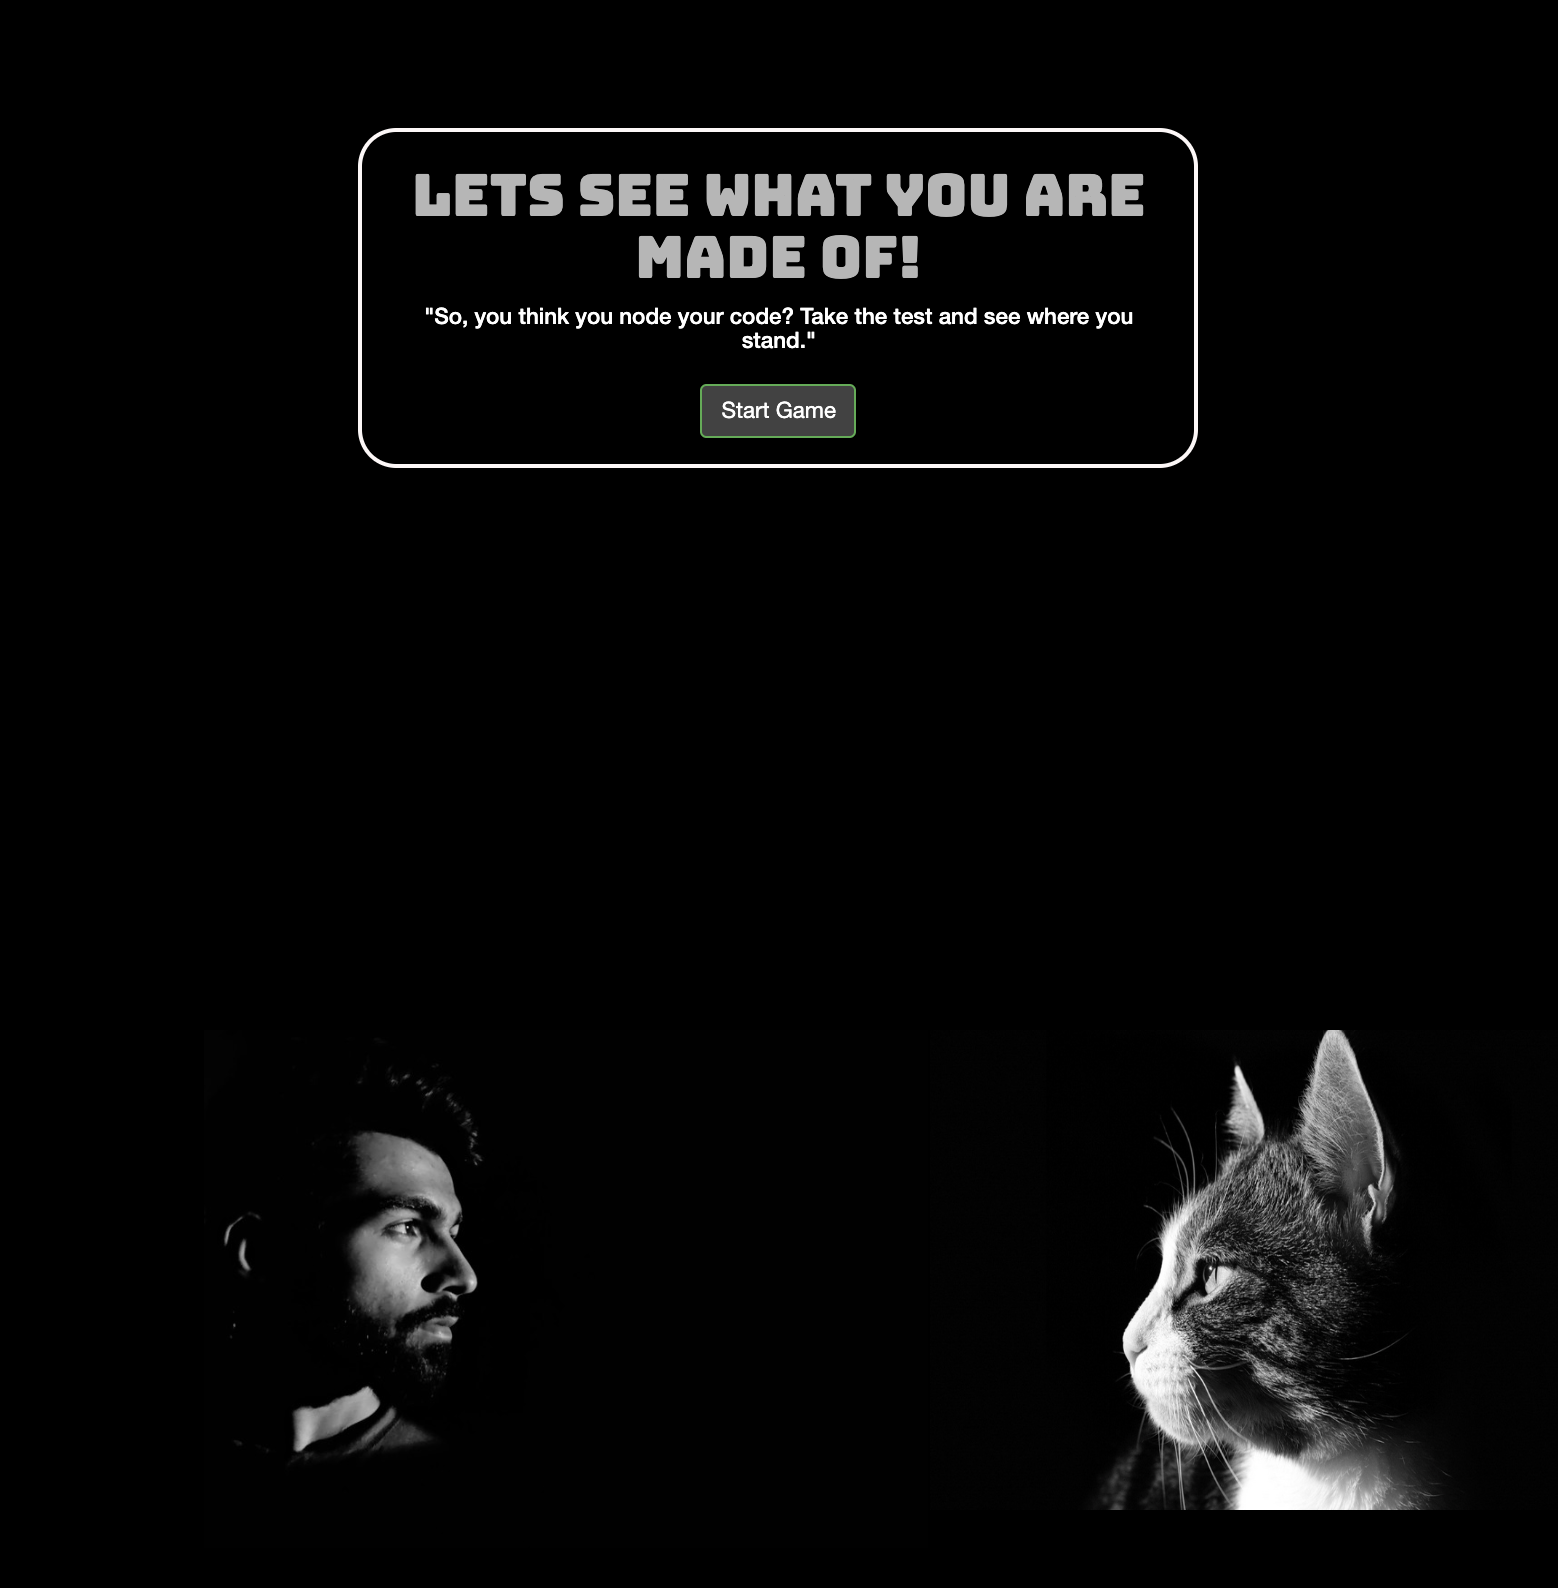 LETS SEE WHAT YOU ARE
MADE OF!
"So, you think you node your code? Take the test and see where you
stand."
Start Game